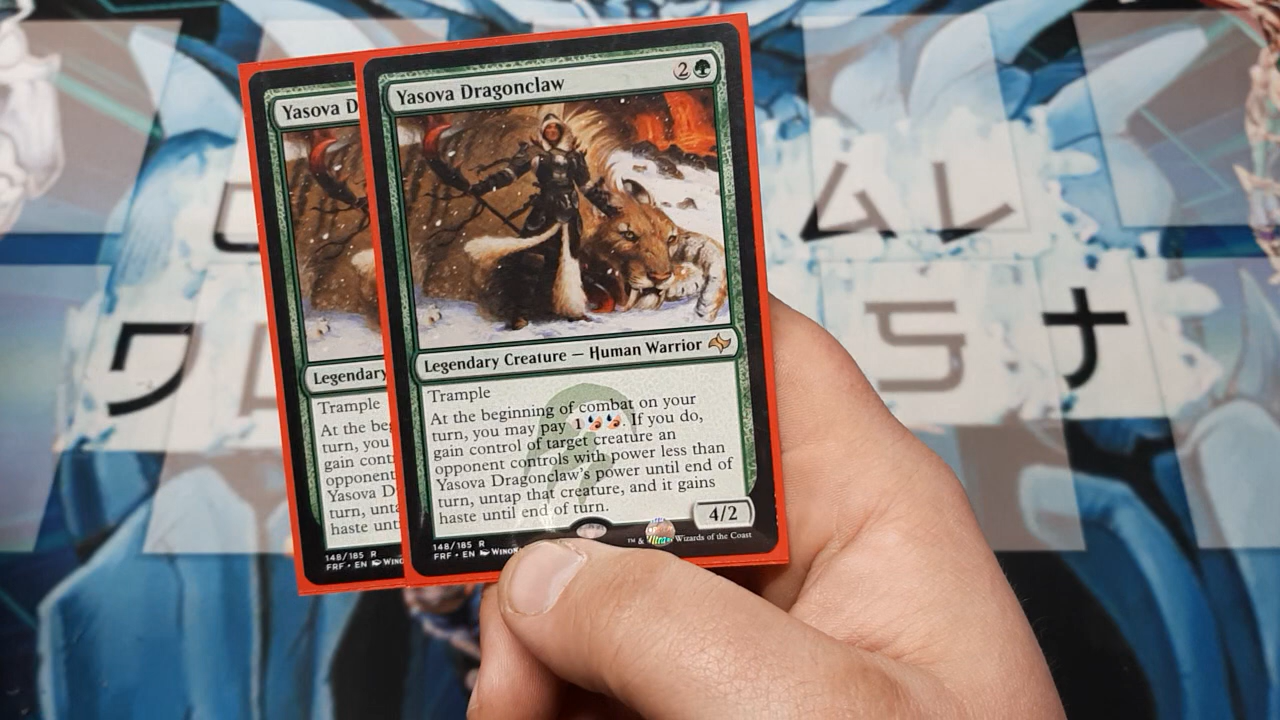 Yasova D
Legendary
Trample
At the be
turn, you
gain cont
opponent
Yasova D
turn, unta
haste unt
148/185 R
FRF • EN
Yasova Dragonclaw
2
Legendary Creature — Human Warrior
Trample
At the beginning of combat on your
turn, you may pay 1 . If you do,
gain control of target creature an
opponent controls with power less than
Yasova Dragonclaw's power until end of
turn, untap that creature, and it gains
haste until end of turn.
4/2
148/185 R
FRF • EN Winon
™ & Wizards of the Coast